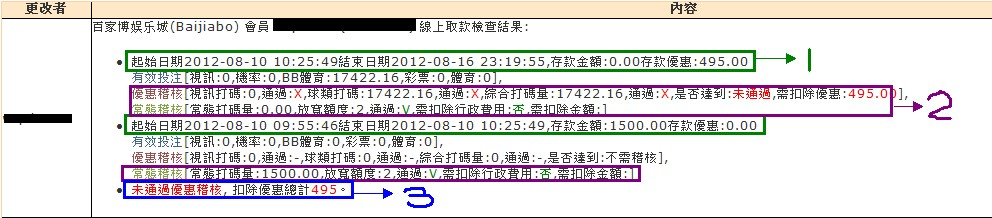 更改者
內容
百家博娱乐城(Baijiabo) 會員 線上取款檢查結果:
起始日期2012-08-10 10:25:49結束日期2012-08-16 23:19:55,存款金額:0.00存款優惠:495.00
1
有效投注[視訊:0,機率:0,BB體育:17422.16,彩票:0,體育:0],
優惠稽核[視訊打碼:0,通過:X,球類打碼:17422.16,通過:X,綜合打碼量:17422.16,通過:X,是否達到:未通過,需扣除優惠:495.00],
2
常態稽核[常態打碼量:0.00,放寬額度:2,通過:V,需扣除行政費用:否,需扣除金額:]
起始日期2012-08-10 09:55:46結束日期2012-08-10 10:25:49,存款金額:1500.00存款優惠:0.00
有效投注[視訊:0,機率:0,BB體育:0,彩票:0,體育:0],
優惠稽核[視訊打碼:0,通過:-,球類打碼:0,通過:-,綜合打碼量:0,通過:-,是否達到:不需稽核],
常態稽核[常態打碼量:1500.00,放寬額度:2,通過:V,需扣除行政費用:否,需扣除金額:]
未通過優惠稽核, 扣除優惠總計495。
3